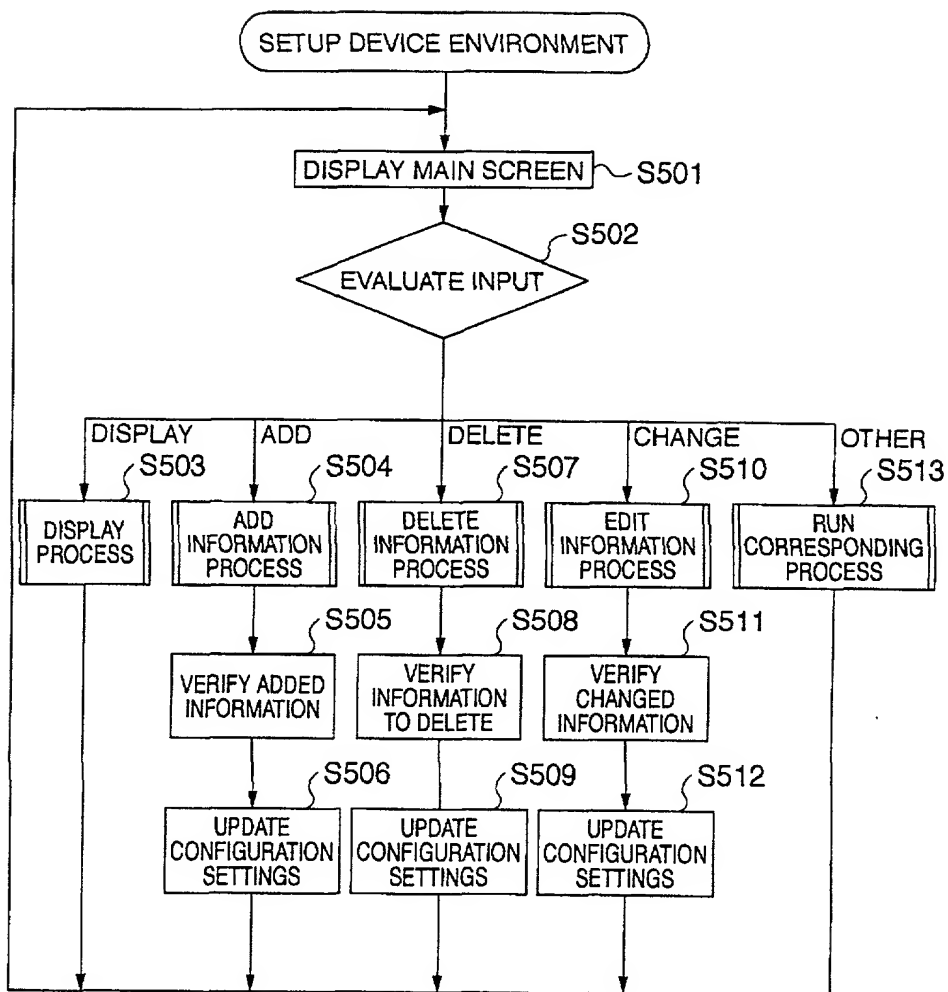 SETUP DEVICE ENVIRONMENT
DISPLAY MAIN SCREEN
S501
S502
EVALUATE INPUT
DISPLAY
ADD
DELETE
CHANGE
OTHER
S503
S504
S507
S510
S513
DISPLAY
PROCESS
ADD
INFORMATION
PROCESS
DELETE
INFORMATION
PROCESS
EDIT
INFORMATION
PROCESS
RUN
CORRESPONDING
PROCESS
S505
S508
S511
VERIFY ADDED
INFORMATION
VERIFY
INFORMATION
TO DELETE
VERIFY
CHANGED
INFORMATION
S506
S509
S512
UPDATE
CONFIGURATION
SETTINGS
UPDATE
CONFIGURATION
SETTINGS
UPDATE
CONFIGURATION
SETTINGS